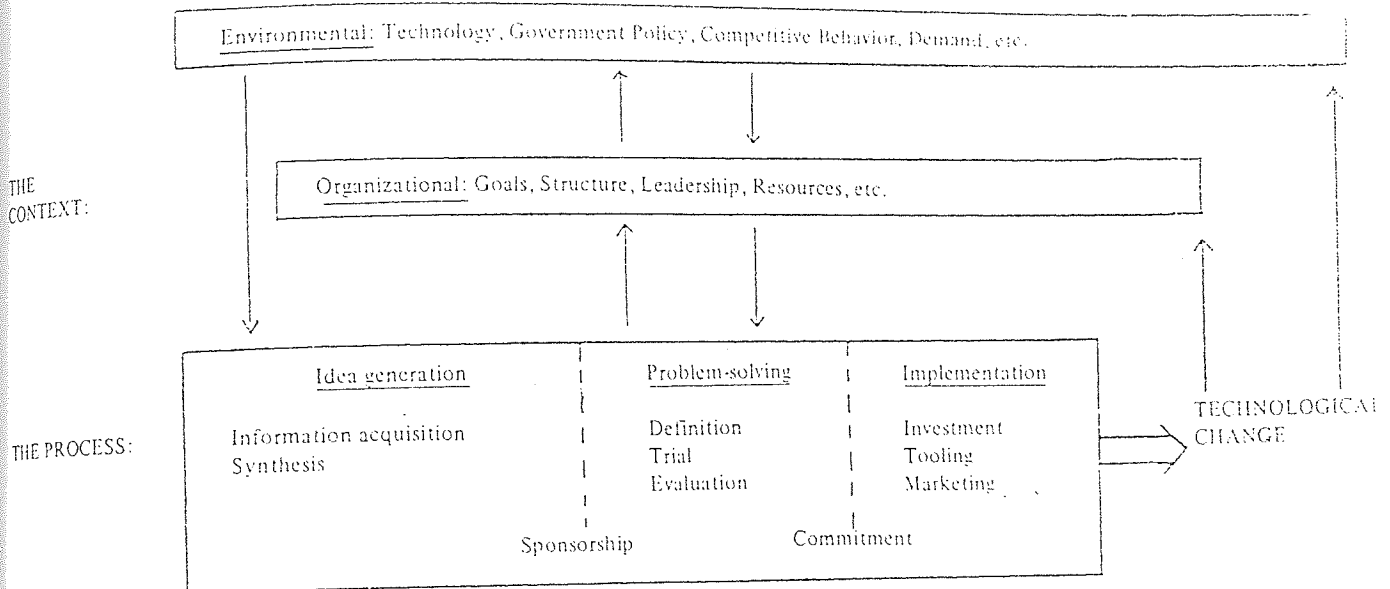 Environmental: Technology, Government Policy, Competitive Behavior, Demand, etc.
THE
CONTEXT:
Organizational: Goals, Structure, Leadership, Resources, etc.
THE PROCESS:
Idea generation
Information acquisition
Synthesis
Problem-solving
Definition
Trial
Evaluation
Implementation
Investment
Tooling
Marketing
Sponsorship
Commitment
TECHNOLOGICAL
CHANGE